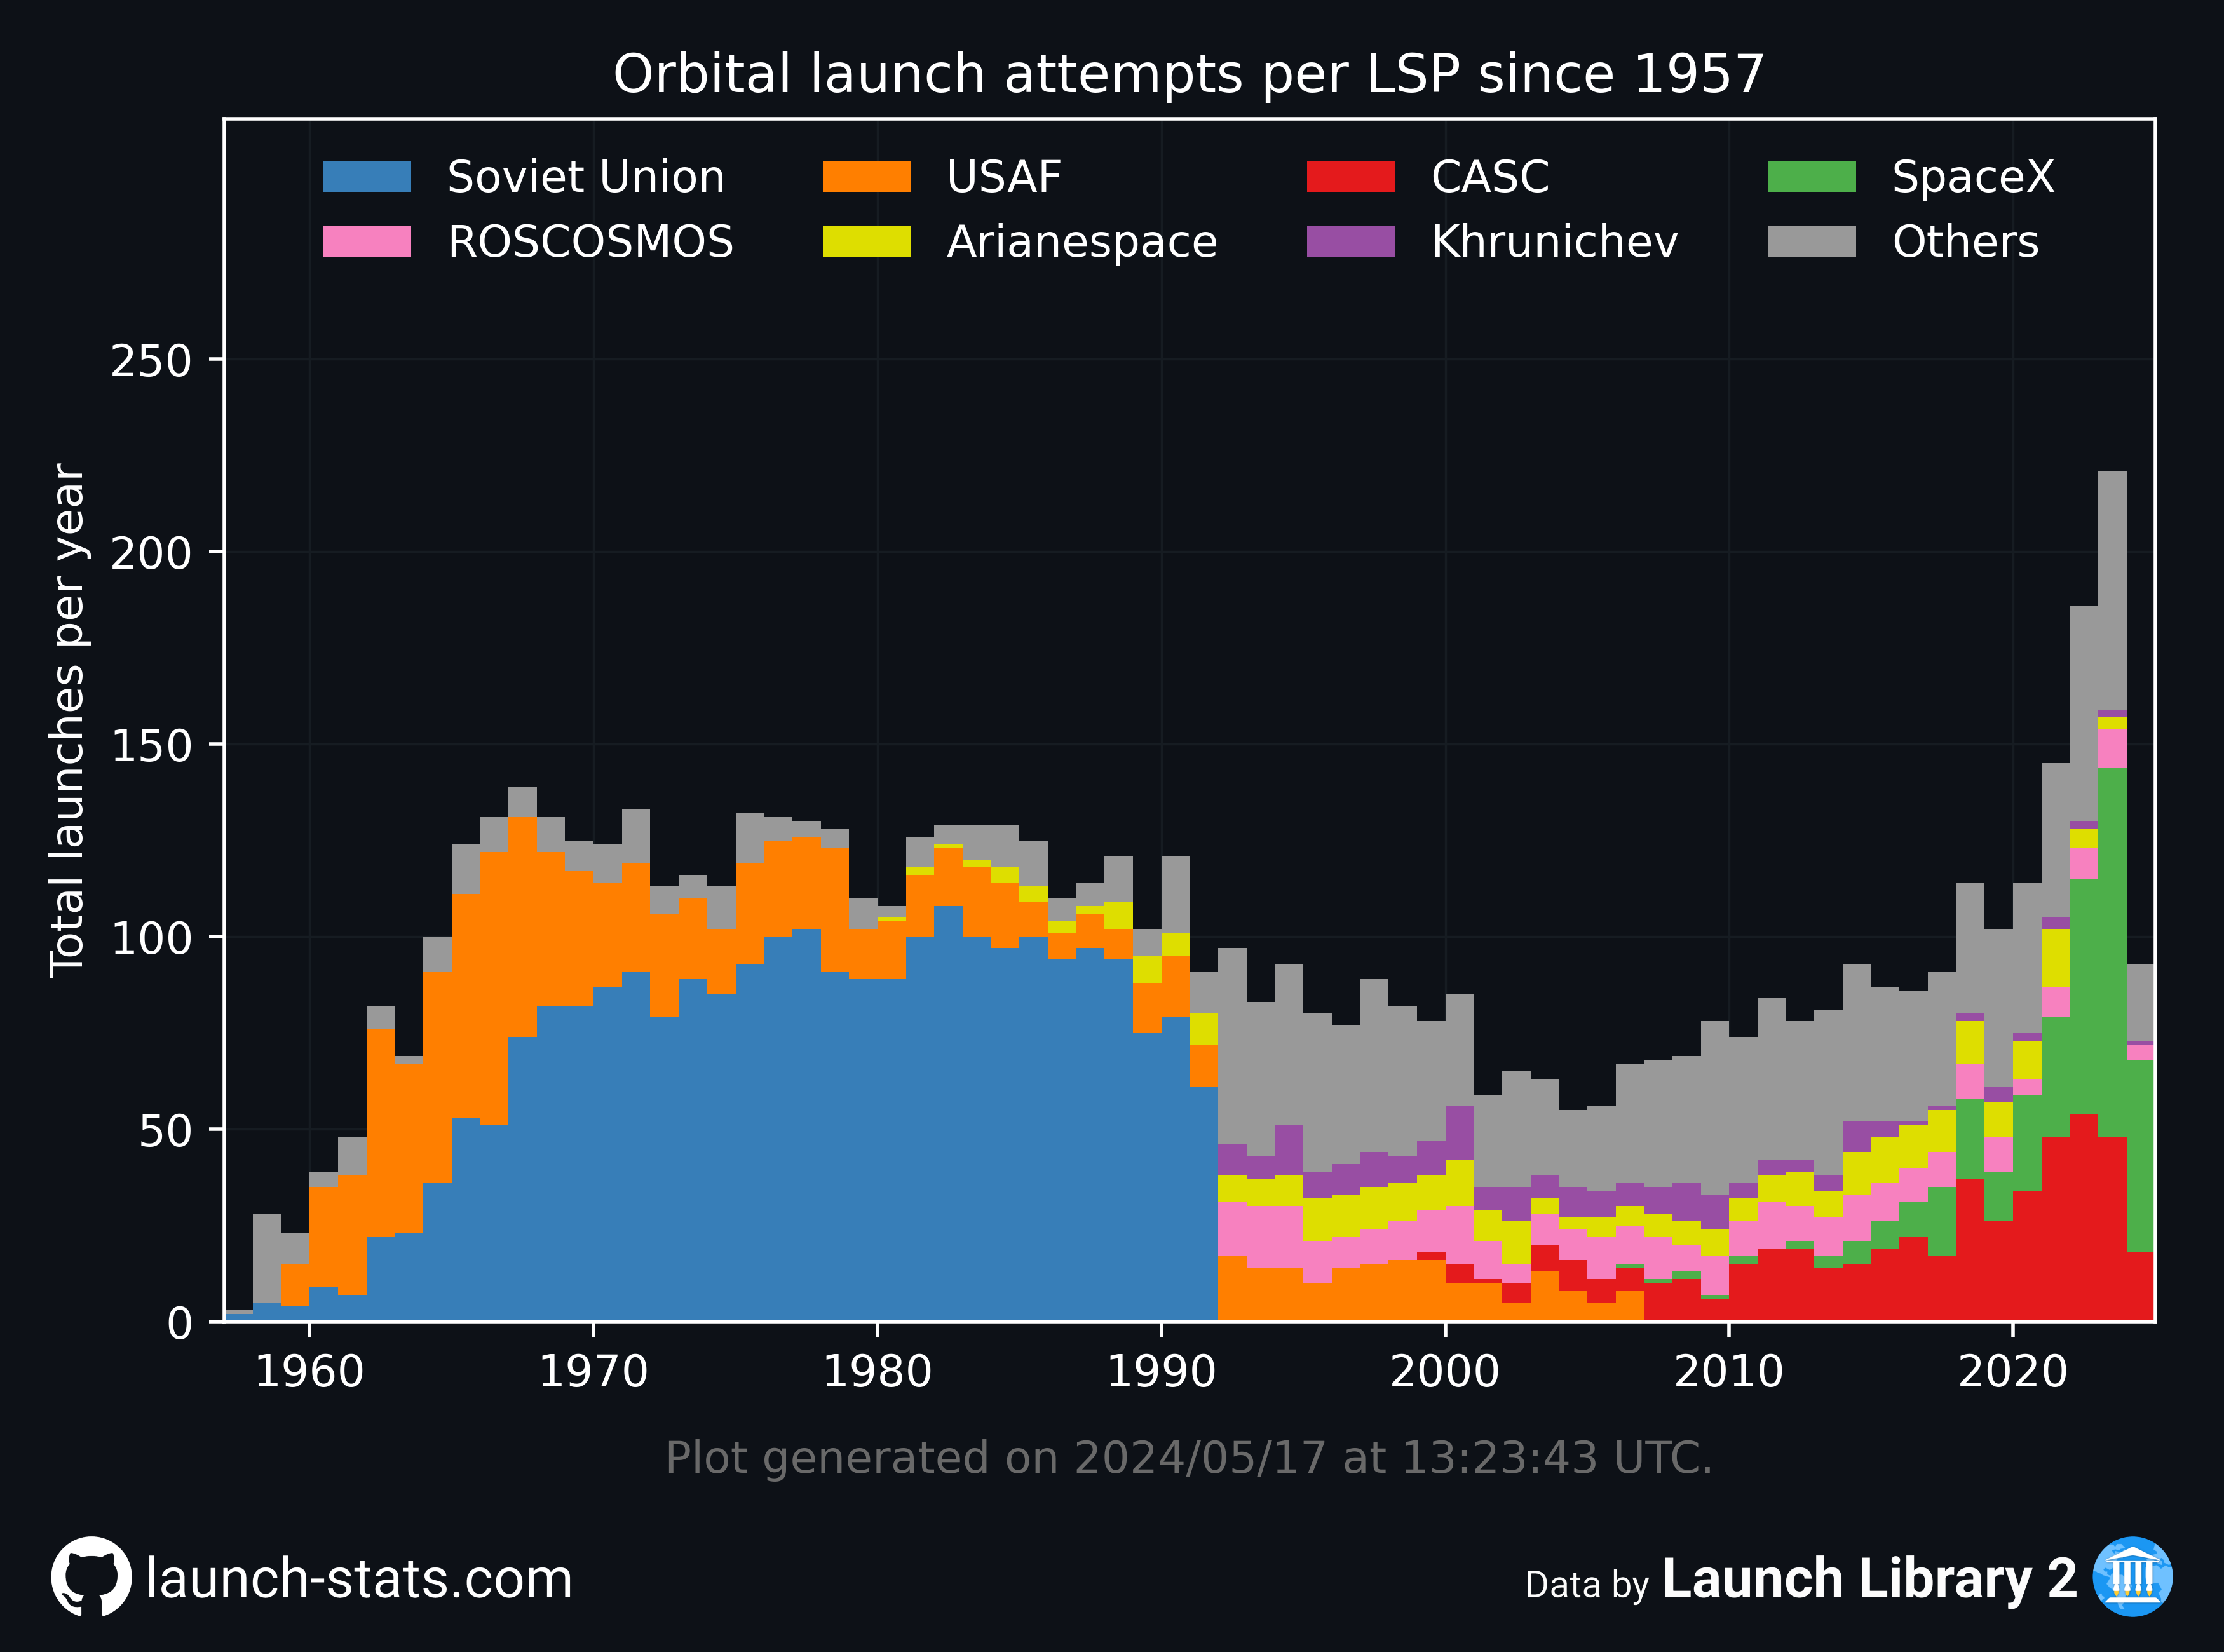 Orbital launch attempts per LSP since 1957
Soviet Union
USAF
CASC
SpaceX
ROSCOSMOS
Arianespace
Khrunichev
Others
Total launches per year
250
200
150
100
50
0
1960
1970
1980
1990
2000
2010
2020
Plot generated on 2024/05/17 at 13:23:43 UTC.
launch-stats.com
Data by Launch Library 2